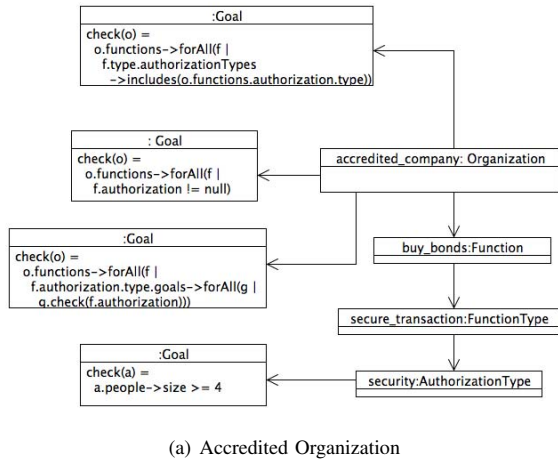 :Goal
check(o) =
o.functions->forAll(f |
f.type.authorizationTypes
->includes(o.functions.authorization.type))
: Goal
check(o) =
o.functions->forAll(f |
f.authorization != null)
accredited_company: Organization
:Goal
check(o) =
o.functions->forAll(f |
f.authorization.type.goals->forAll(g |
g.check(f.authorization)))
buy_bonds:Function
secure_transaction:FunctionType
:Goal
check(a) =
a.people->size >= 4
security:AuthorizationType
(a) Accredited Organization